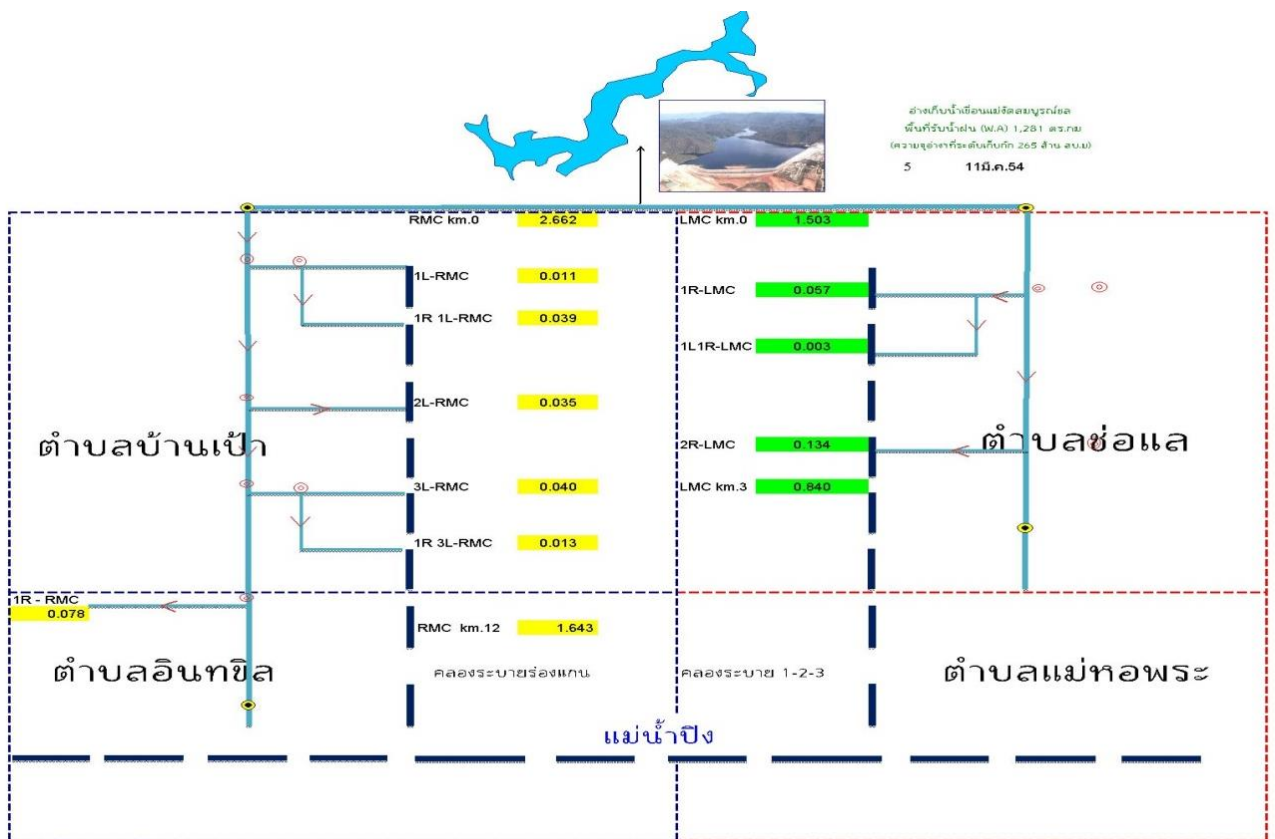 อ่างเก็บน้ำเขื่อนแม่งัดสมบูรณ์ชล
พื้นที่รับน้ำฝน (W.A) 1,281 ตร.กม
(ความจุอ่างฯที่ระดับเก็บกัก 265 ล้าน ลบ.ม)
5 11มี.ค.54
RMC km.0 2.662
LMC km.0 1.503
1L-RMC 0.011
1R-LMC 0.057
1R 1L-RMC 0.039
1L1R-LMC 0.003
2L-RMC 0.035
ตำบลบ้านเป้า
2R-LMC 0.134
ตำบลช่อแล
3L-RMC 0.040
LMC km.3 0.840
1R 3L-RMC 0.013
1R - RMC
0.078
RMC km.12 1.643
ตำบลอินทขิล
คลองระบายร่องแกน
คลองระบาย 1-2-3
ตำบลแม่หอพระ
แม่น้ำปิง